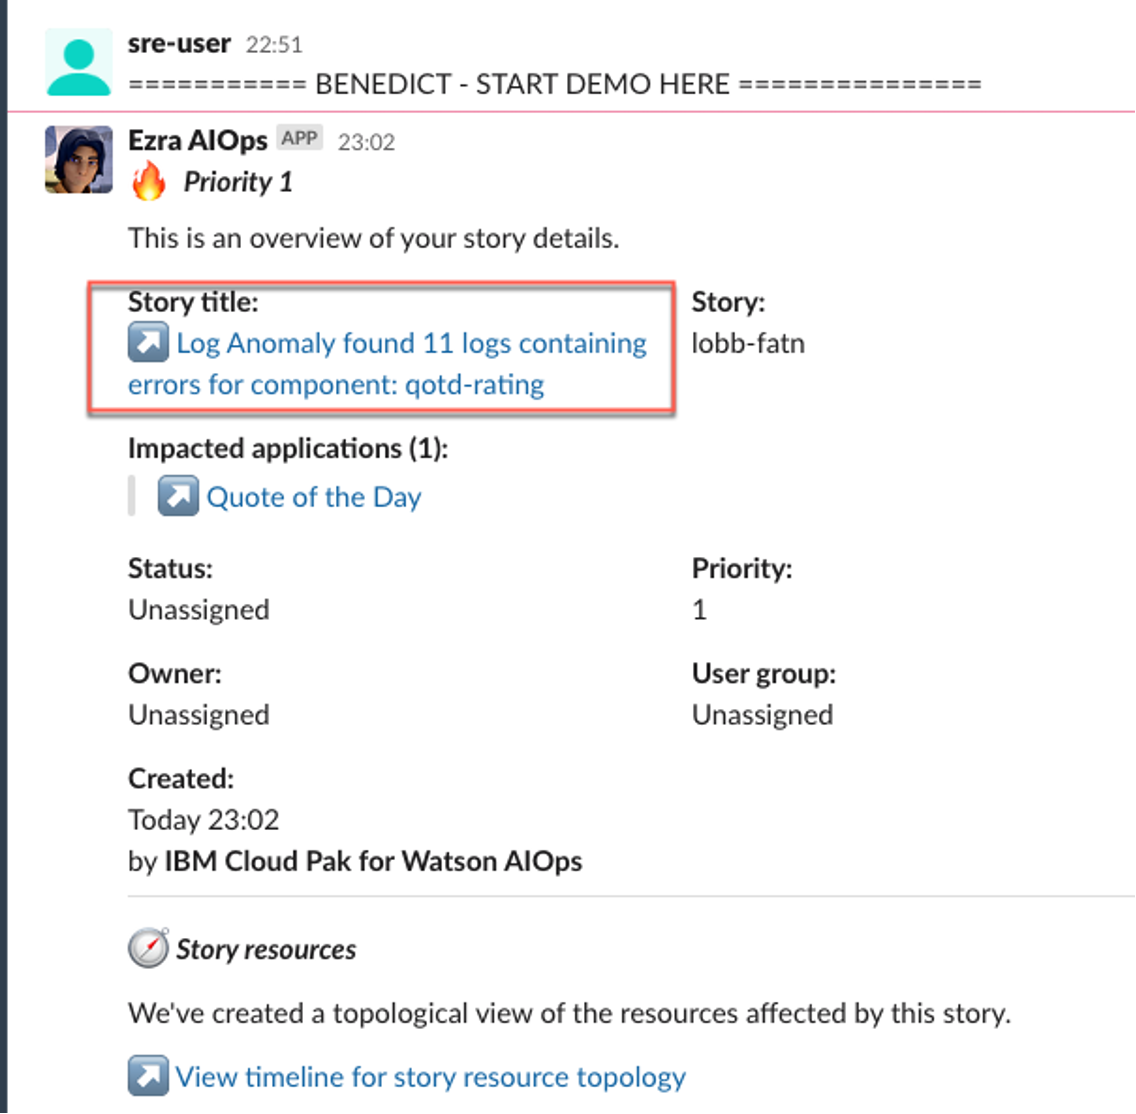 sre-user 22:51
=========== BENEDICT - START DEMO HERE ===============
Ezra AIOps APP 23:02
Priority 1
This is an overview of your story details.
Story title:
Log Anomaly found 11 logs containing
errors for component: qotd-rating
Story:
lobb-fatn
Impacted applications (1):
Quote of the Day
Status:
Unassigned
Priority:
1
Owner:
Unassigned
User group:
Unassigned
Created:
Today 23:02
by IBM Cloud Pak for Watson AIOps
Story resources
We've created a topological view of the resources affected by this story.
View timeline for story resource topology